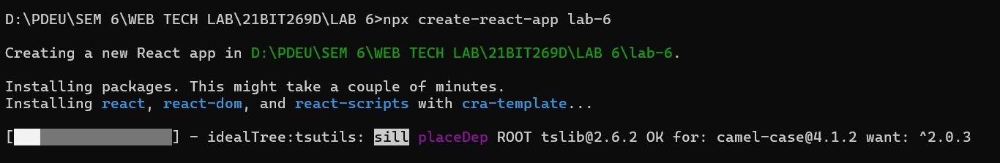 D:\PDEU\SEM 6\WEB TECH LAB\21BIT269D\LAB 6>npx create-react-app lab-6
Creating a new React app in D:\PDEU\SEM 6\WEB TECH LAB\21BIT269D\LAB 6\lab-6.
Installing packages. This might take a couple of minutes.
Installing react, react-dom, and react-scripts with cra-template...
[] - idealTree:tsutils: sill placeDep ROOT tslib@2.6.2 OK for: camel-case@4.1.2 want: ^2.0.3